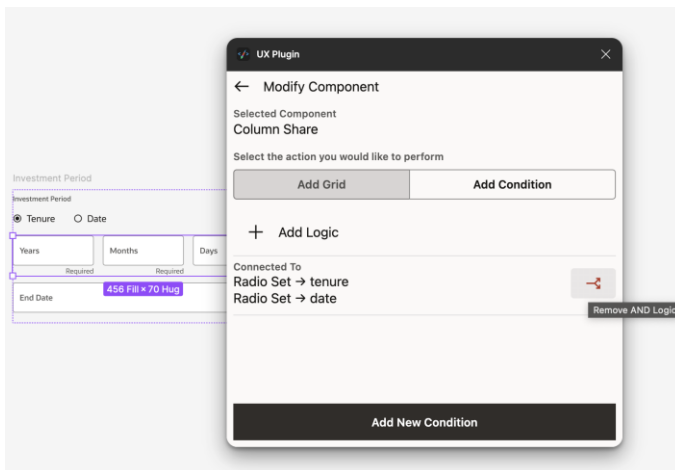 UX Plugin
← Modify Component
Selected Component
Column Share
Select the action you would like to perform
Add Grid
Add Condition
+ Add Logic
Connected To
Radio Set → tenure
Radio Set → date
Remove AND Logic
Add New Condition
Investment Period
Investment Period
Tenure
Date
Years
Months
Days
Required
Required
456 Fill × 70 Hug
End Date